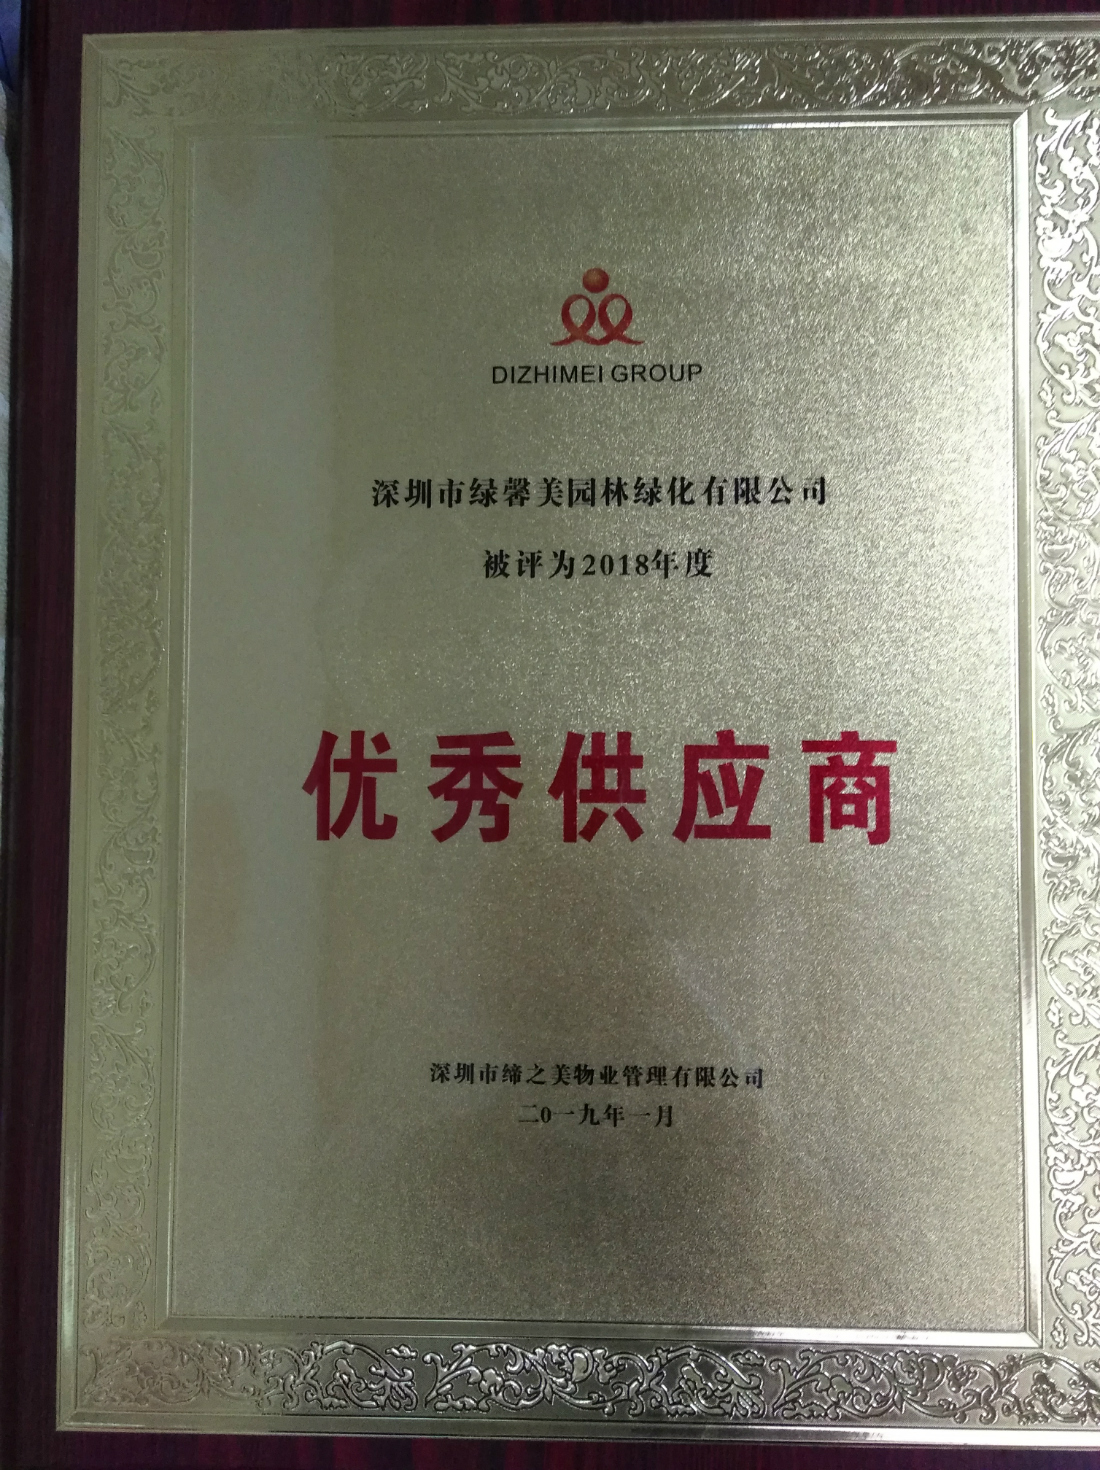 DIZHIMEI GROUP
深圳市绿馨美园林绿化有限公司
被评为2018年度
优秀供应商
深圳市缔之美物业管理有限公司
二0一九年一月